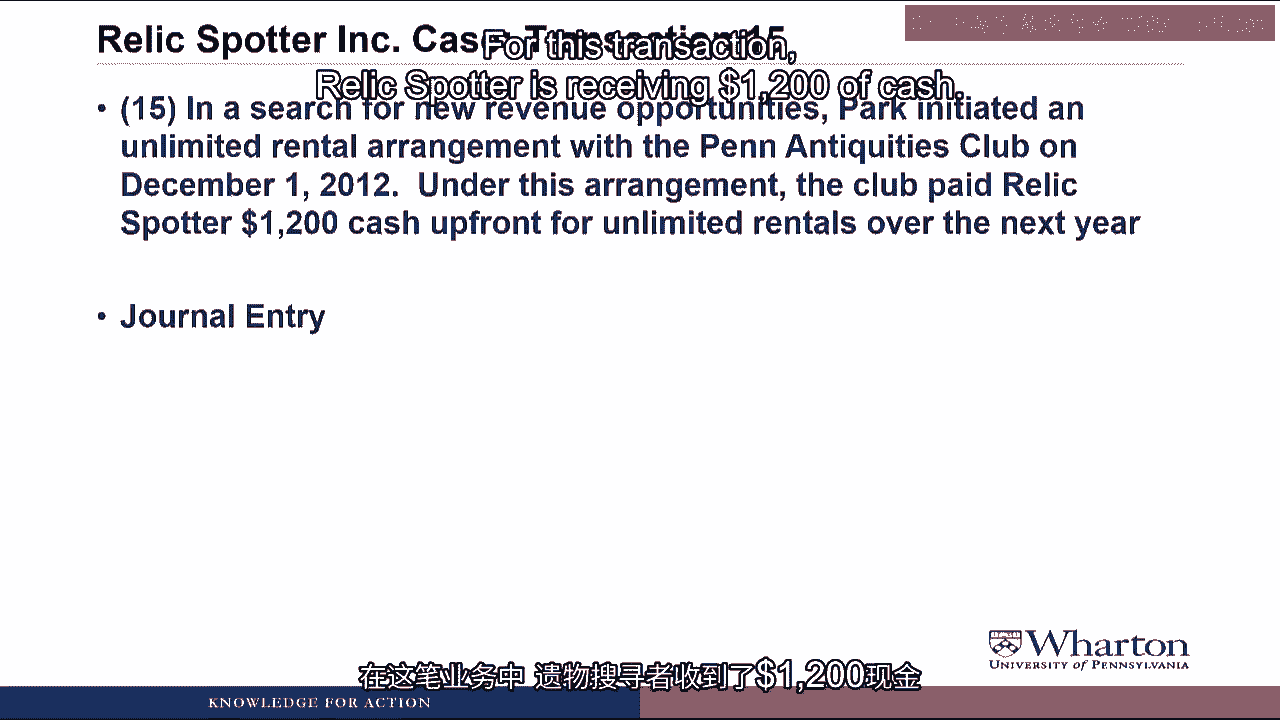 Relic Spotter Inc. Case: Transaction 15
For this transaction,
Relic Spotter is receiving $1,200 of cash.
• (15) In a search for new revenue opportunities, Park initiated an
unlimited rental arrangement with the Penn Antiquities Club on
December 1, 2012. Under this arrangement, the club paid Relic
Spotter $1,200 cash upfront for unlimited rentals over the next year
• Journal Entry
Wharton
UNIVERSITY of PENNSYLVANIA
在这笔业务中 遗物搜寻者收到了$1,200现金
KNOWLEDGE FOR ACTION